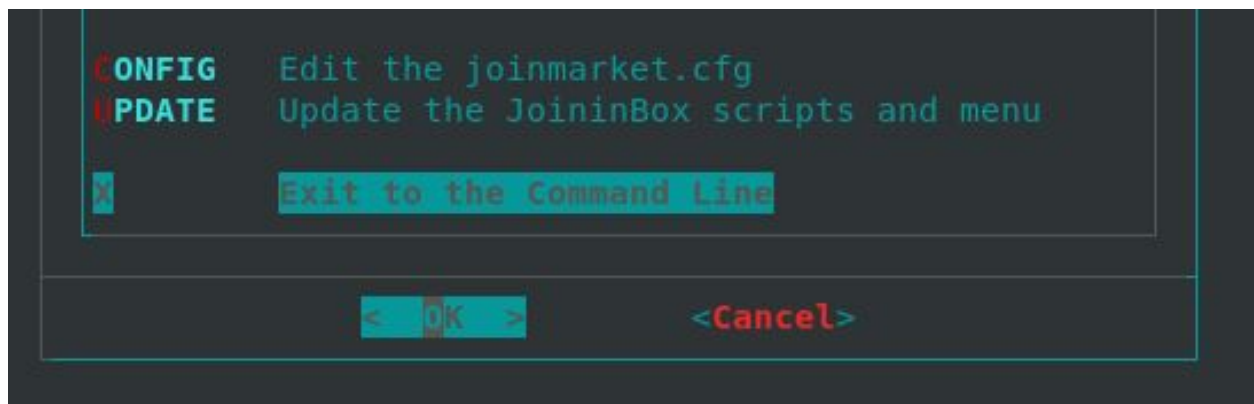 CONFIG Edit the joinmarket.cfg
UPDATE Update the JoininBox scripts and menu
X Exit to the Command Line
< OK > <Cancel>